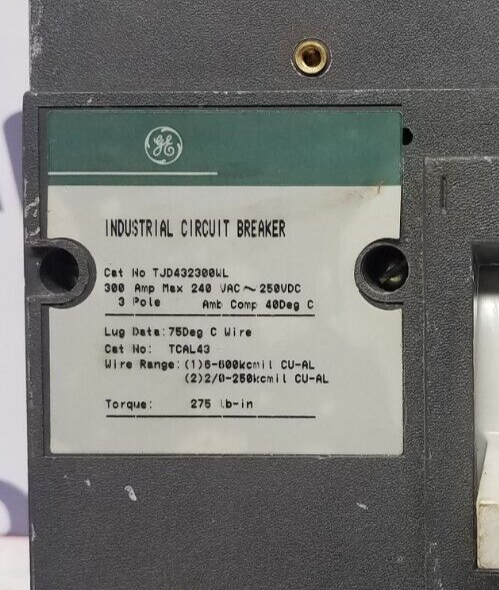 GE
INDUSTRIAL CIRCUIT BREAKER
Cat No TJD432300WL
300 Amp Max 240 VAC ~ 250VDC
3 Pole Amb Comp 40Deg C
Lug Data: 75Deg C Wire
Cat No: TCAL43
Wire Range: (1)6-600kcmil CU-AL
(2)2/0-250kcmil CU-AL
Torque: 275 lb-in